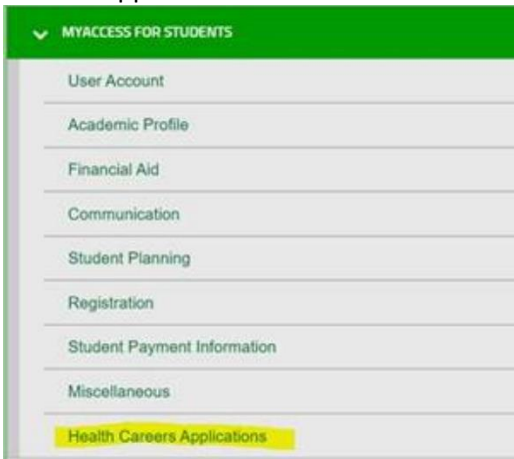 MYACCESS FOR STUDENTS
User Account
Academic Profile
Financial Aid
Communication
Student Planning
Registration
Student Payment Information
Miscellaneous
Health Careers Applications